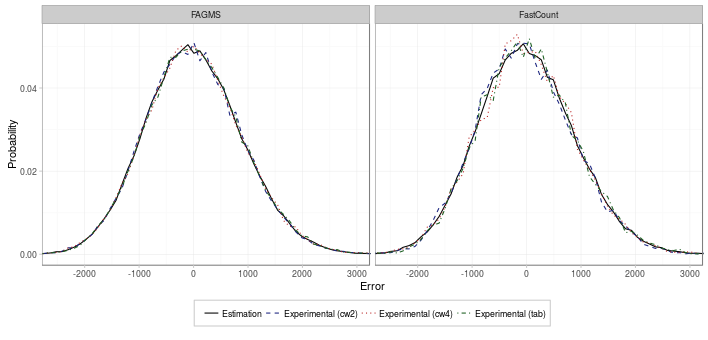 FAGMS FastCount
0.04
0.02
0.00
Probability
-2000 -1000 0 1000 2000 3000 -2000 -1000 0 1000 2000 3000
Error
Estimation Experimental (cw2) Experimental (cw4) Experimental (tab)